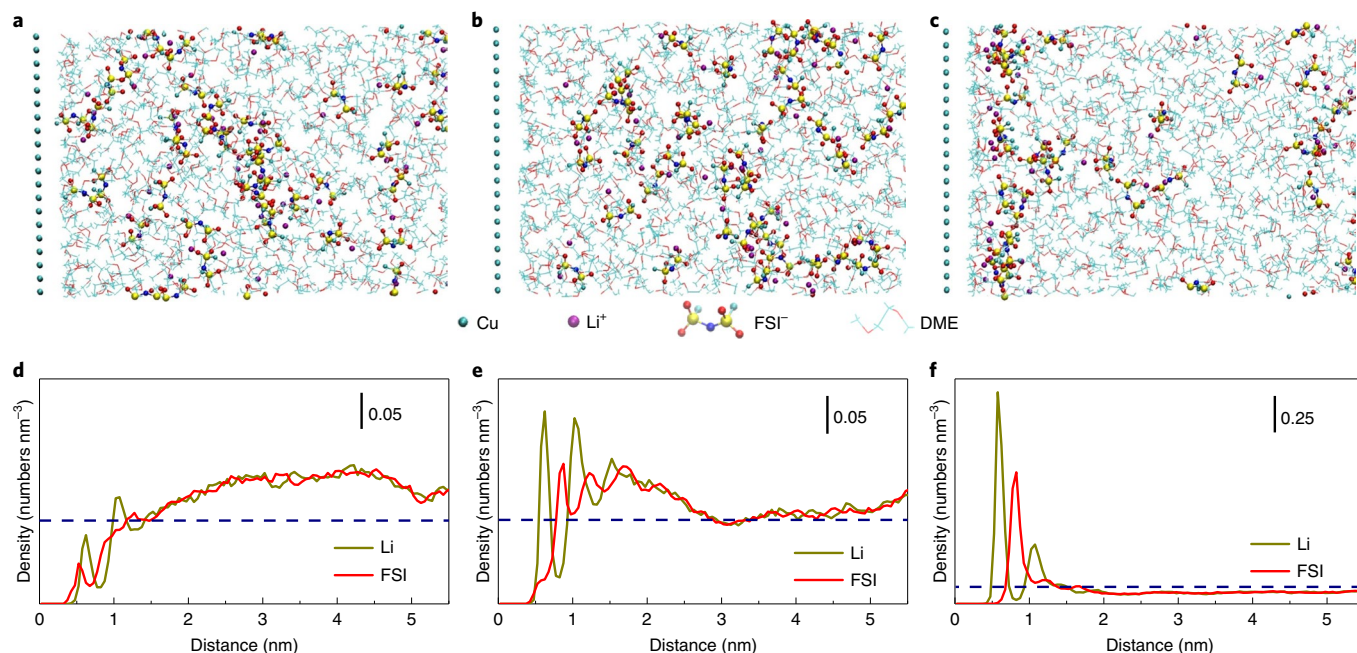 a b c
Cu Li⁺ FSI⁻ DME
d e f
Density (numbers nm⁻³)
0.05
Li
FSI
0 1 2 3 4 5
Distance (nm)
Density (numbers nm⁻³)
0.05
Li
FSI
0 1 2 3 4 5
Distance (nm)
Density (numbers nm⁻³)
0.25
Li
FSI
0 1 2 3 4 5
Distance (nm)